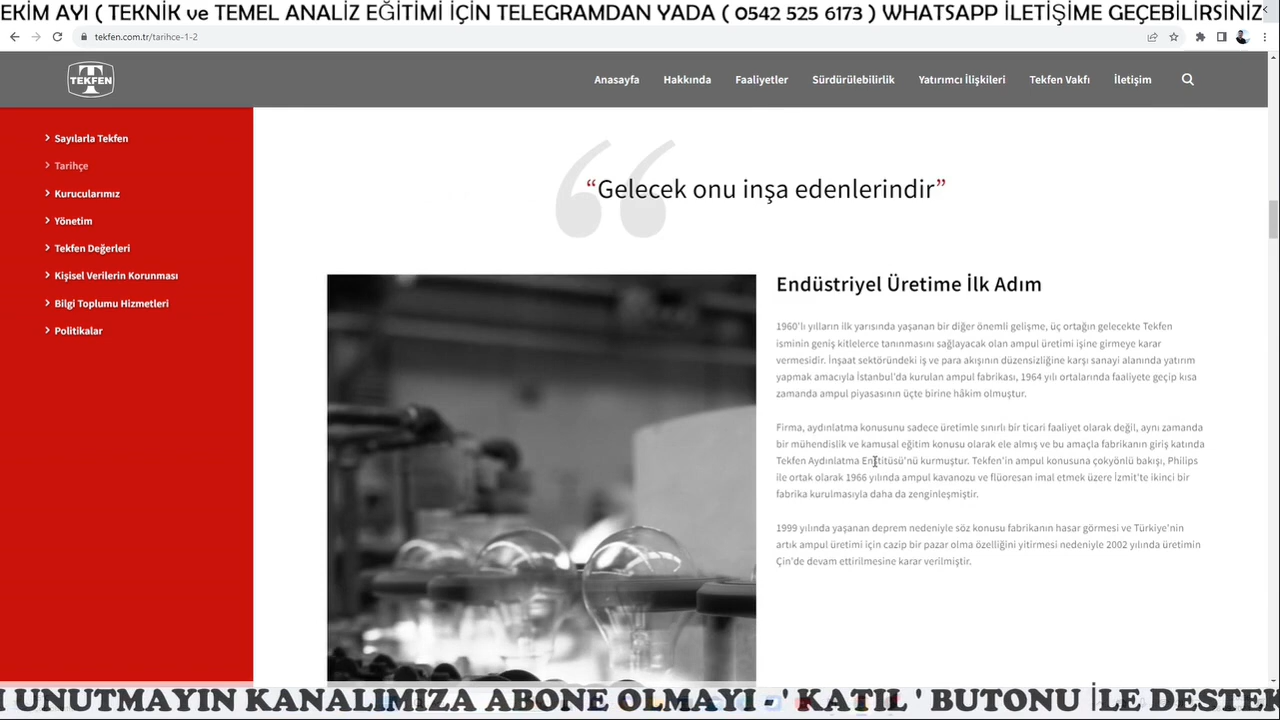 EKİM AYI ( TEKNİK ve TEMEL ANALİZ EĞİTİMİ İÇİN TELEGRAMDAN YADA ( 0542 525 6173 ) WHATSAPP İLETİŞİME GEÇEBİLİRSİNİZ
tekfen.com.tr/tarihce-1-2
TEKFEN
Anasayfa Hakkında Faaliyetler Sürdürülebilirlik Yatırımcı İlişkileri Tekfen Vakfı İletişim
Sayılarla Tekfen
Tarihçe
Kurucularımız
Yönetim
Tekfen Değerleri
Kişisel Verilerin Korunması
Bilgi Toplumu Hizmetleri
Politikalar
“Gelecek onu inşa edenlerindir”
Endüstriyel Üretime İlk Adım
1960'lı yılların ilk yarısında yaşanan bir diğer önemli gelişme, üç ortağın gelecekte Tekfen
isminin geniş kitlelerce tanınmasını sağlayacak olan ampul üretimi işine girmeye karar
vermesidir. İnşaat sektöründeki iş ve para akışının düzensizliğine karşı sanayi alanında yatırım
yapmak amacıyla İstanbul'da kurulan ampul fabrikası, 1964 yılı ortalarında faaliyete geçip kısa
zamanda ampul piyasasının üçte birine hâkim olmuştur.
Firma, aydınlatma konusunu sadece üretimle sınırlı bir ticari faaliyet olarak değil, aynı zamanda
bir mühendislik ve kamusal eğitim konusu olarak ele almış ve bu amaçla fabrikanın giriş katında
Tekfen Aydınlatma Enstitüsü'nü kurmuştur. Tekfen'in ampul konusuna çokyönlü bakışı, Philips
ile ortak olarak 1966 yılında ampul kavanozu ve flüoresan imal etmek üzere İzmit'te ikinci bir
fabrika kurulmasıyla daha da zenginleşmiştir.
1999 yılında yaşanan deprem nedeniyle söz konusu fabrikanın hasar görmesi ve Türkiye'nin
artık ampul üretimi için cazip bir pazar olma özelliğini yitirmesi nedeniyle 2002 yılında üretimin
Çin'de devam ettirilmesine karar verilmiştir.
UNUTMAYIN KANALIMIZA ABONE OLMAYI - ' KATIL ' BUTONU İLE DESTEK